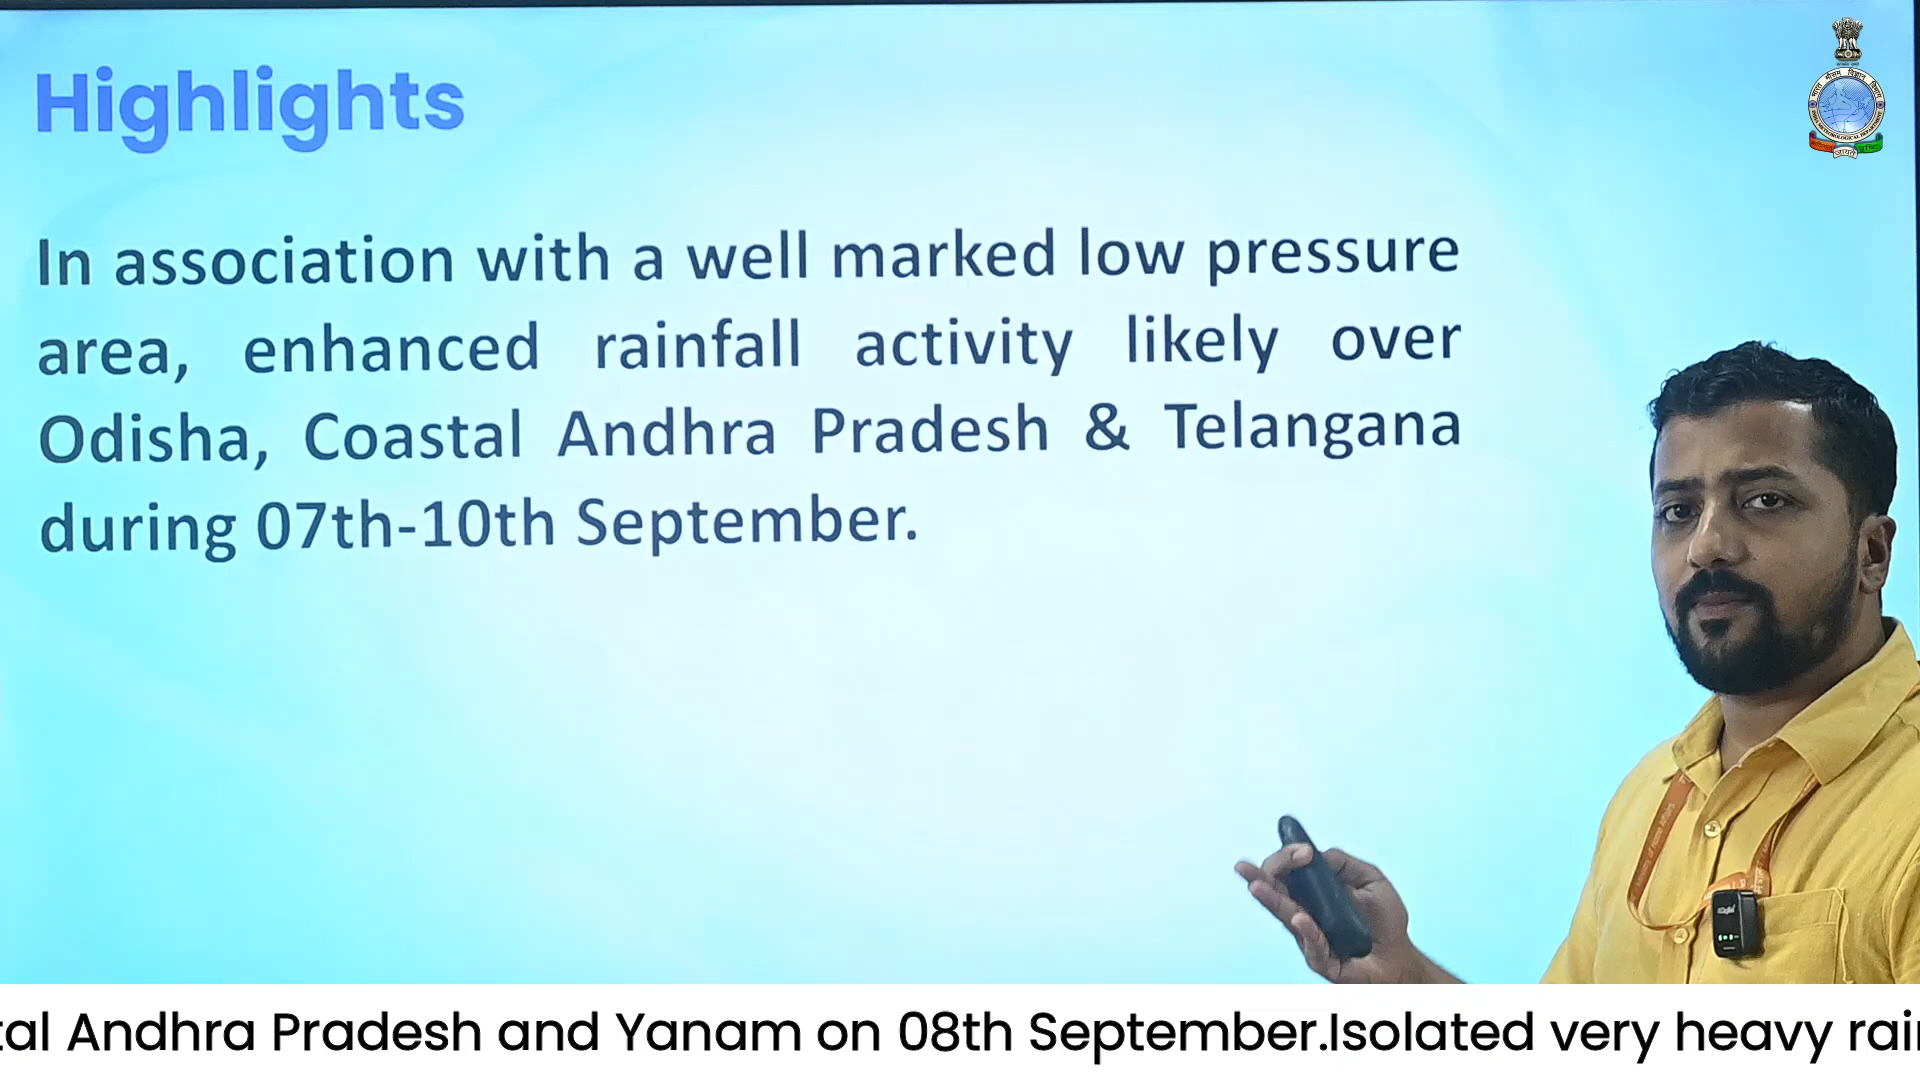 Highlights
In association with a well marked low pressure
area, enhanced rainfall activity likely over
Odisha, Coastal Andhra Pradesh & Telangana
during 07th-10th September.
tal Andhra Pradesh and Yanam on 08th September.Isolated very heavy rai